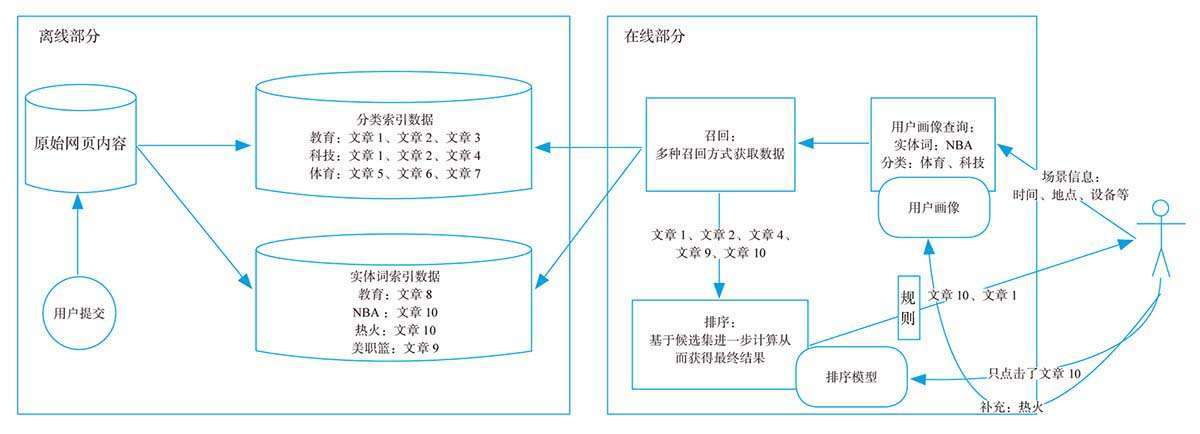 离线部分
原始网页内容
用户提交
分类索引数据
教育：文章 1、文章 2、文章 3
科技：文章 1、文章 2、文章 4
体育：文章 5、文章 6、文章 7
实体词索引数据
教育：文章 8
NBA：文章 10
热火：文章 10
美职篮：文章 9
在线部分
召回：
多种召回方式获取数据
用户画像查询：
实体词：NBA
分类：体育、科技
用户画像
场景信息：
时间、地点、设备等
文章 1、文章 2、文章 4、
文章 9、文章 10
排序：
基于候选集进一步计算从
而获得最终结果
排序模型
规
则
文章 10、文章 1
只点击了文章 10
补充：热火